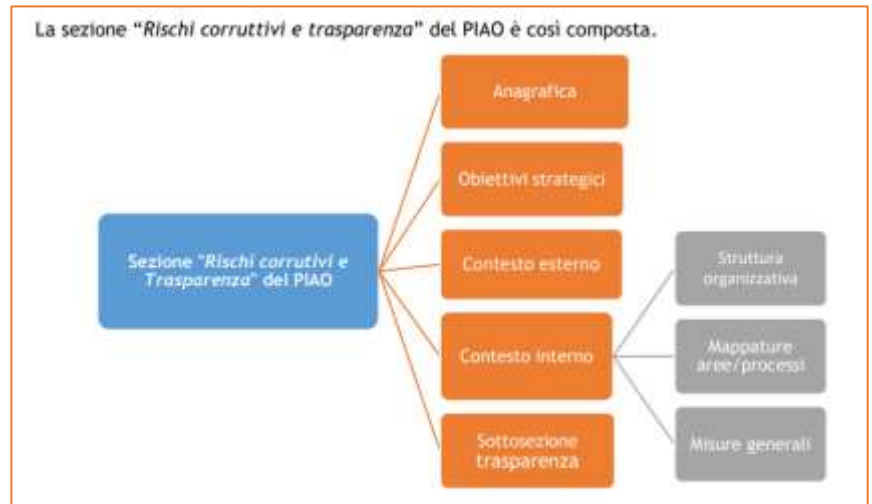 La sezione “Rischi corruttivi e trasparenza” del PIAO è così composta.
Anagrafica
Obiettivi strategici
Sezione "Rischi corrutivi e
Trasparenza" del PIAO
Contesto esterno
Contesto interno
Sottosezione
trasparenza
Struttura
organizzativa
Mappature
aree/processi
Misure generali